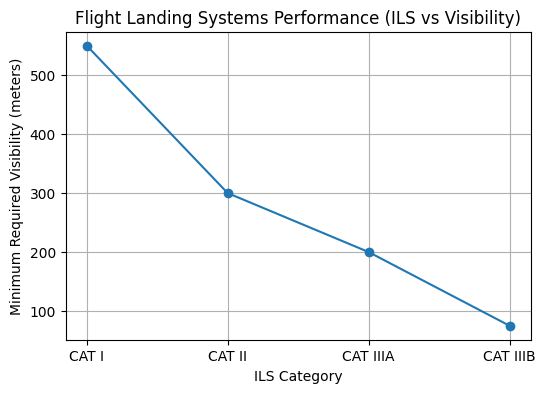 Flight Landing Systems Performance (ILS vs Visibility)
Minimum Required Visibility (meters)
500
400
300
200
100
CAT I
CAT II
CAT IIIA
CAT IIIB
ILS Category